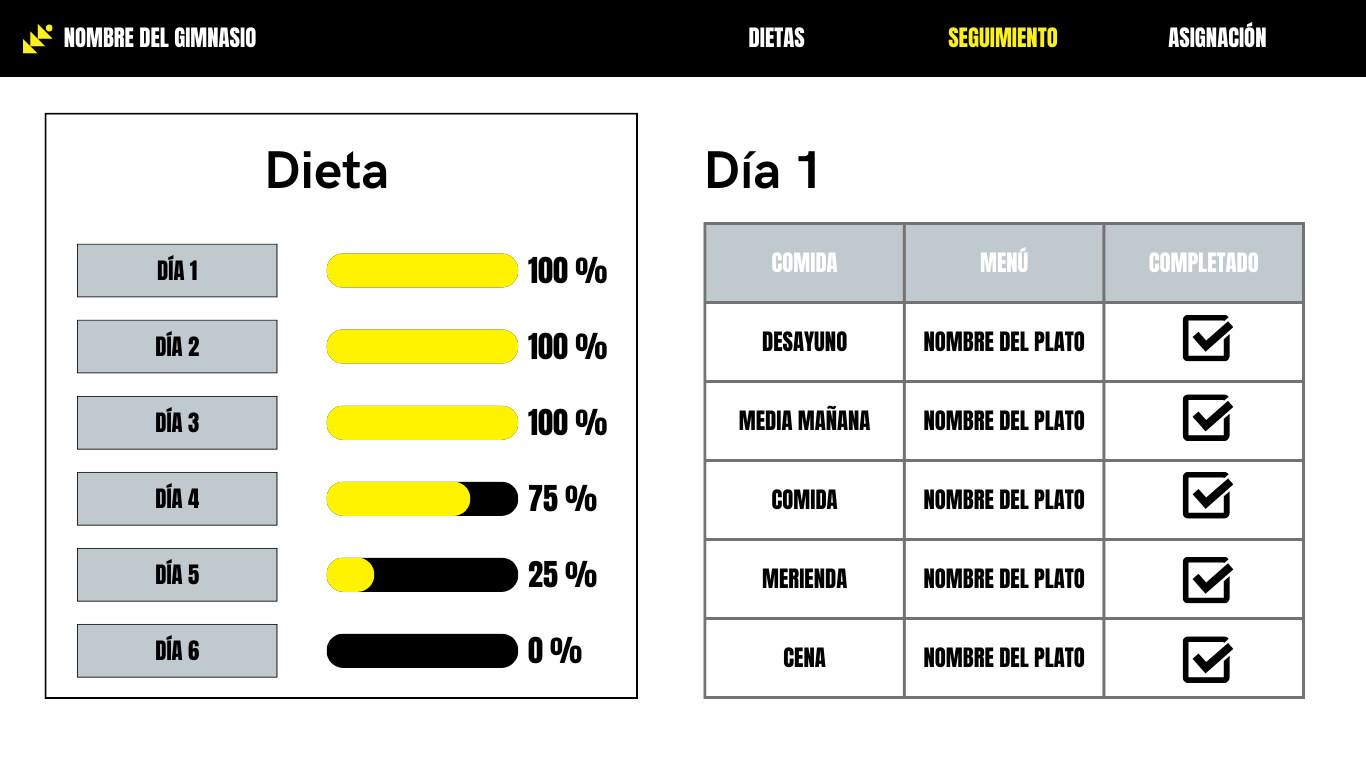 NOMBRE DEL GIMNASIO
DIETAS
SEGUIMIENTO
ASIGNACIÓN
Dieta
DÍA 1
100 %
DÍA 2
100 %
DÍA 3
100 %
DÍA 4
75 %
DÍA 5
25 %
DÍA 6
0 %
Día 1
COMIDA MENÚ COMPLETADO
DESAYUNO NOMBRE DEL PLATO
MEDIA MAÑANA NOMBRE DEL PLATO
COMIDA NOMBRE DEL PLATO
MERIENDA NOMBRE DEL PLATO
CENA NOMBRE DEL PLATO